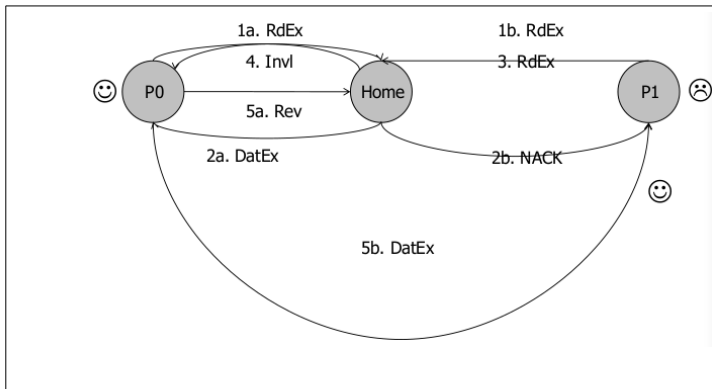 1a. RdEx
1b. RdEx
4. Invl
3. RdEx
P0
Home
P1
5a. Rev
2a. DatEx
2b. NACK
5b. DatEx